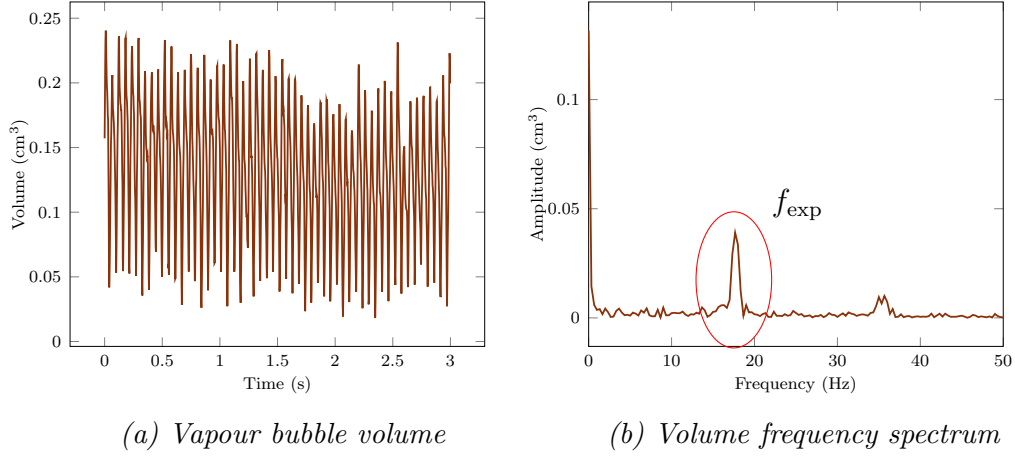 0.25
0.2
0.15
0.1
0.05
0
Volume (cm³)
0 0.5 1 1.5 2 2.5 3
Time (s)
(a) Vapour bubble volume
0.1
0.05
0
Amplitude (cm³)
f_exp
0 10 20 30 40 50
Frequency (Hz)
(b) Volume frequency spectrum